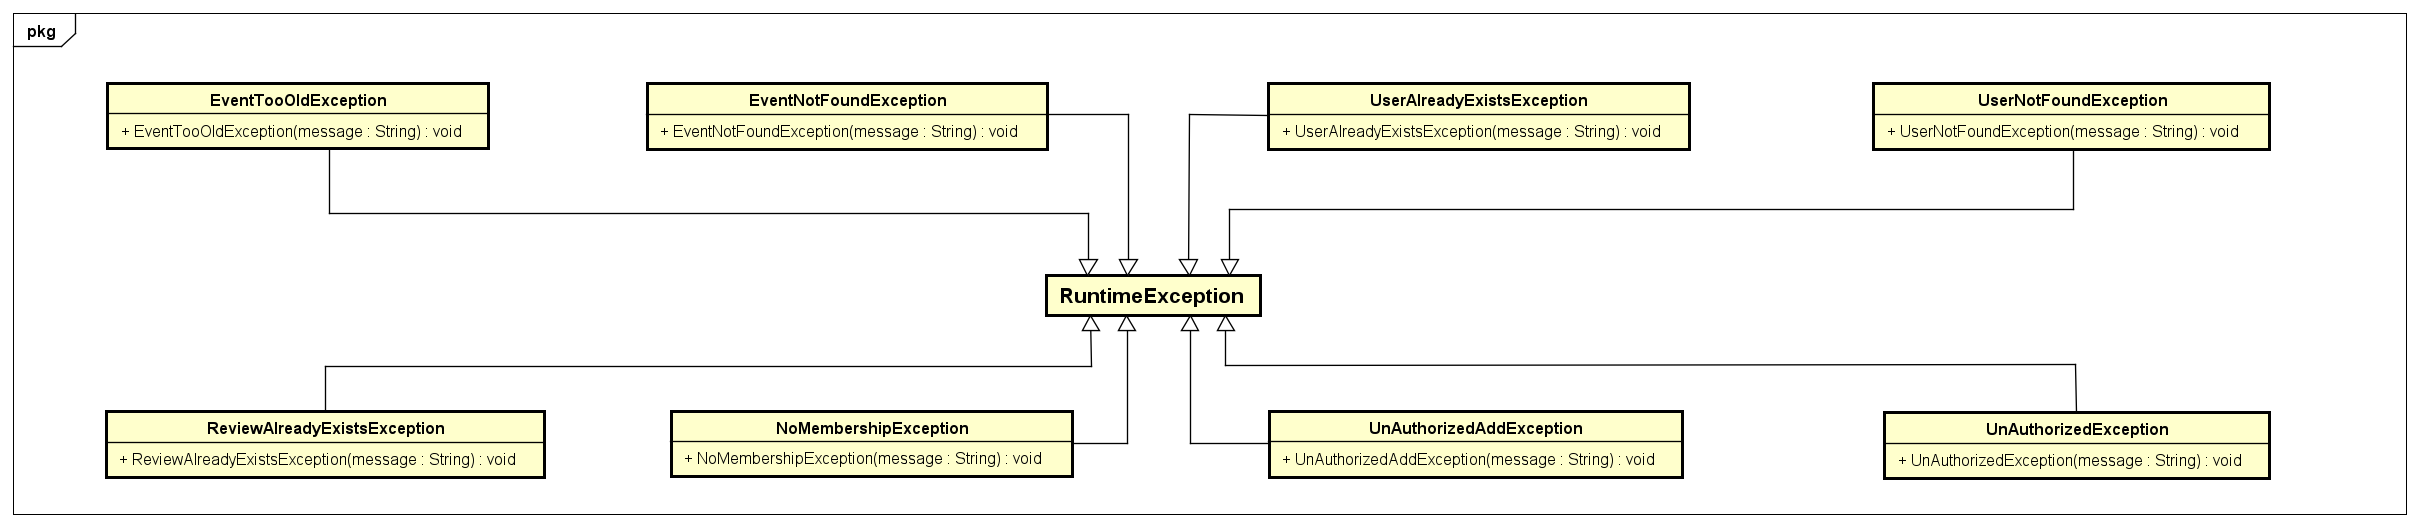 pkg
EventTooOldException
+ EventTooOldException(message : String) : void
EventNotFoundException
+ EventNotFoundException(message : String) : void
UserAlreadyExistsException
+ UserAlreadyExistsException(message : String) : void
UserNotFoundException
+ UserNotFoundException(message : String) : void
RuntimeException
ReviewAlreadyExistsException
+ ReviewAlreadyExistsException(message : String) : void
NoMembershipException
+ NoMembershipException(message : String) : void
UnAuthorizedAddException
+ UnAuthorizedAddException(message : String) : void
UnAuthorizedException
+ UnAuthorizedException(message : String) : void